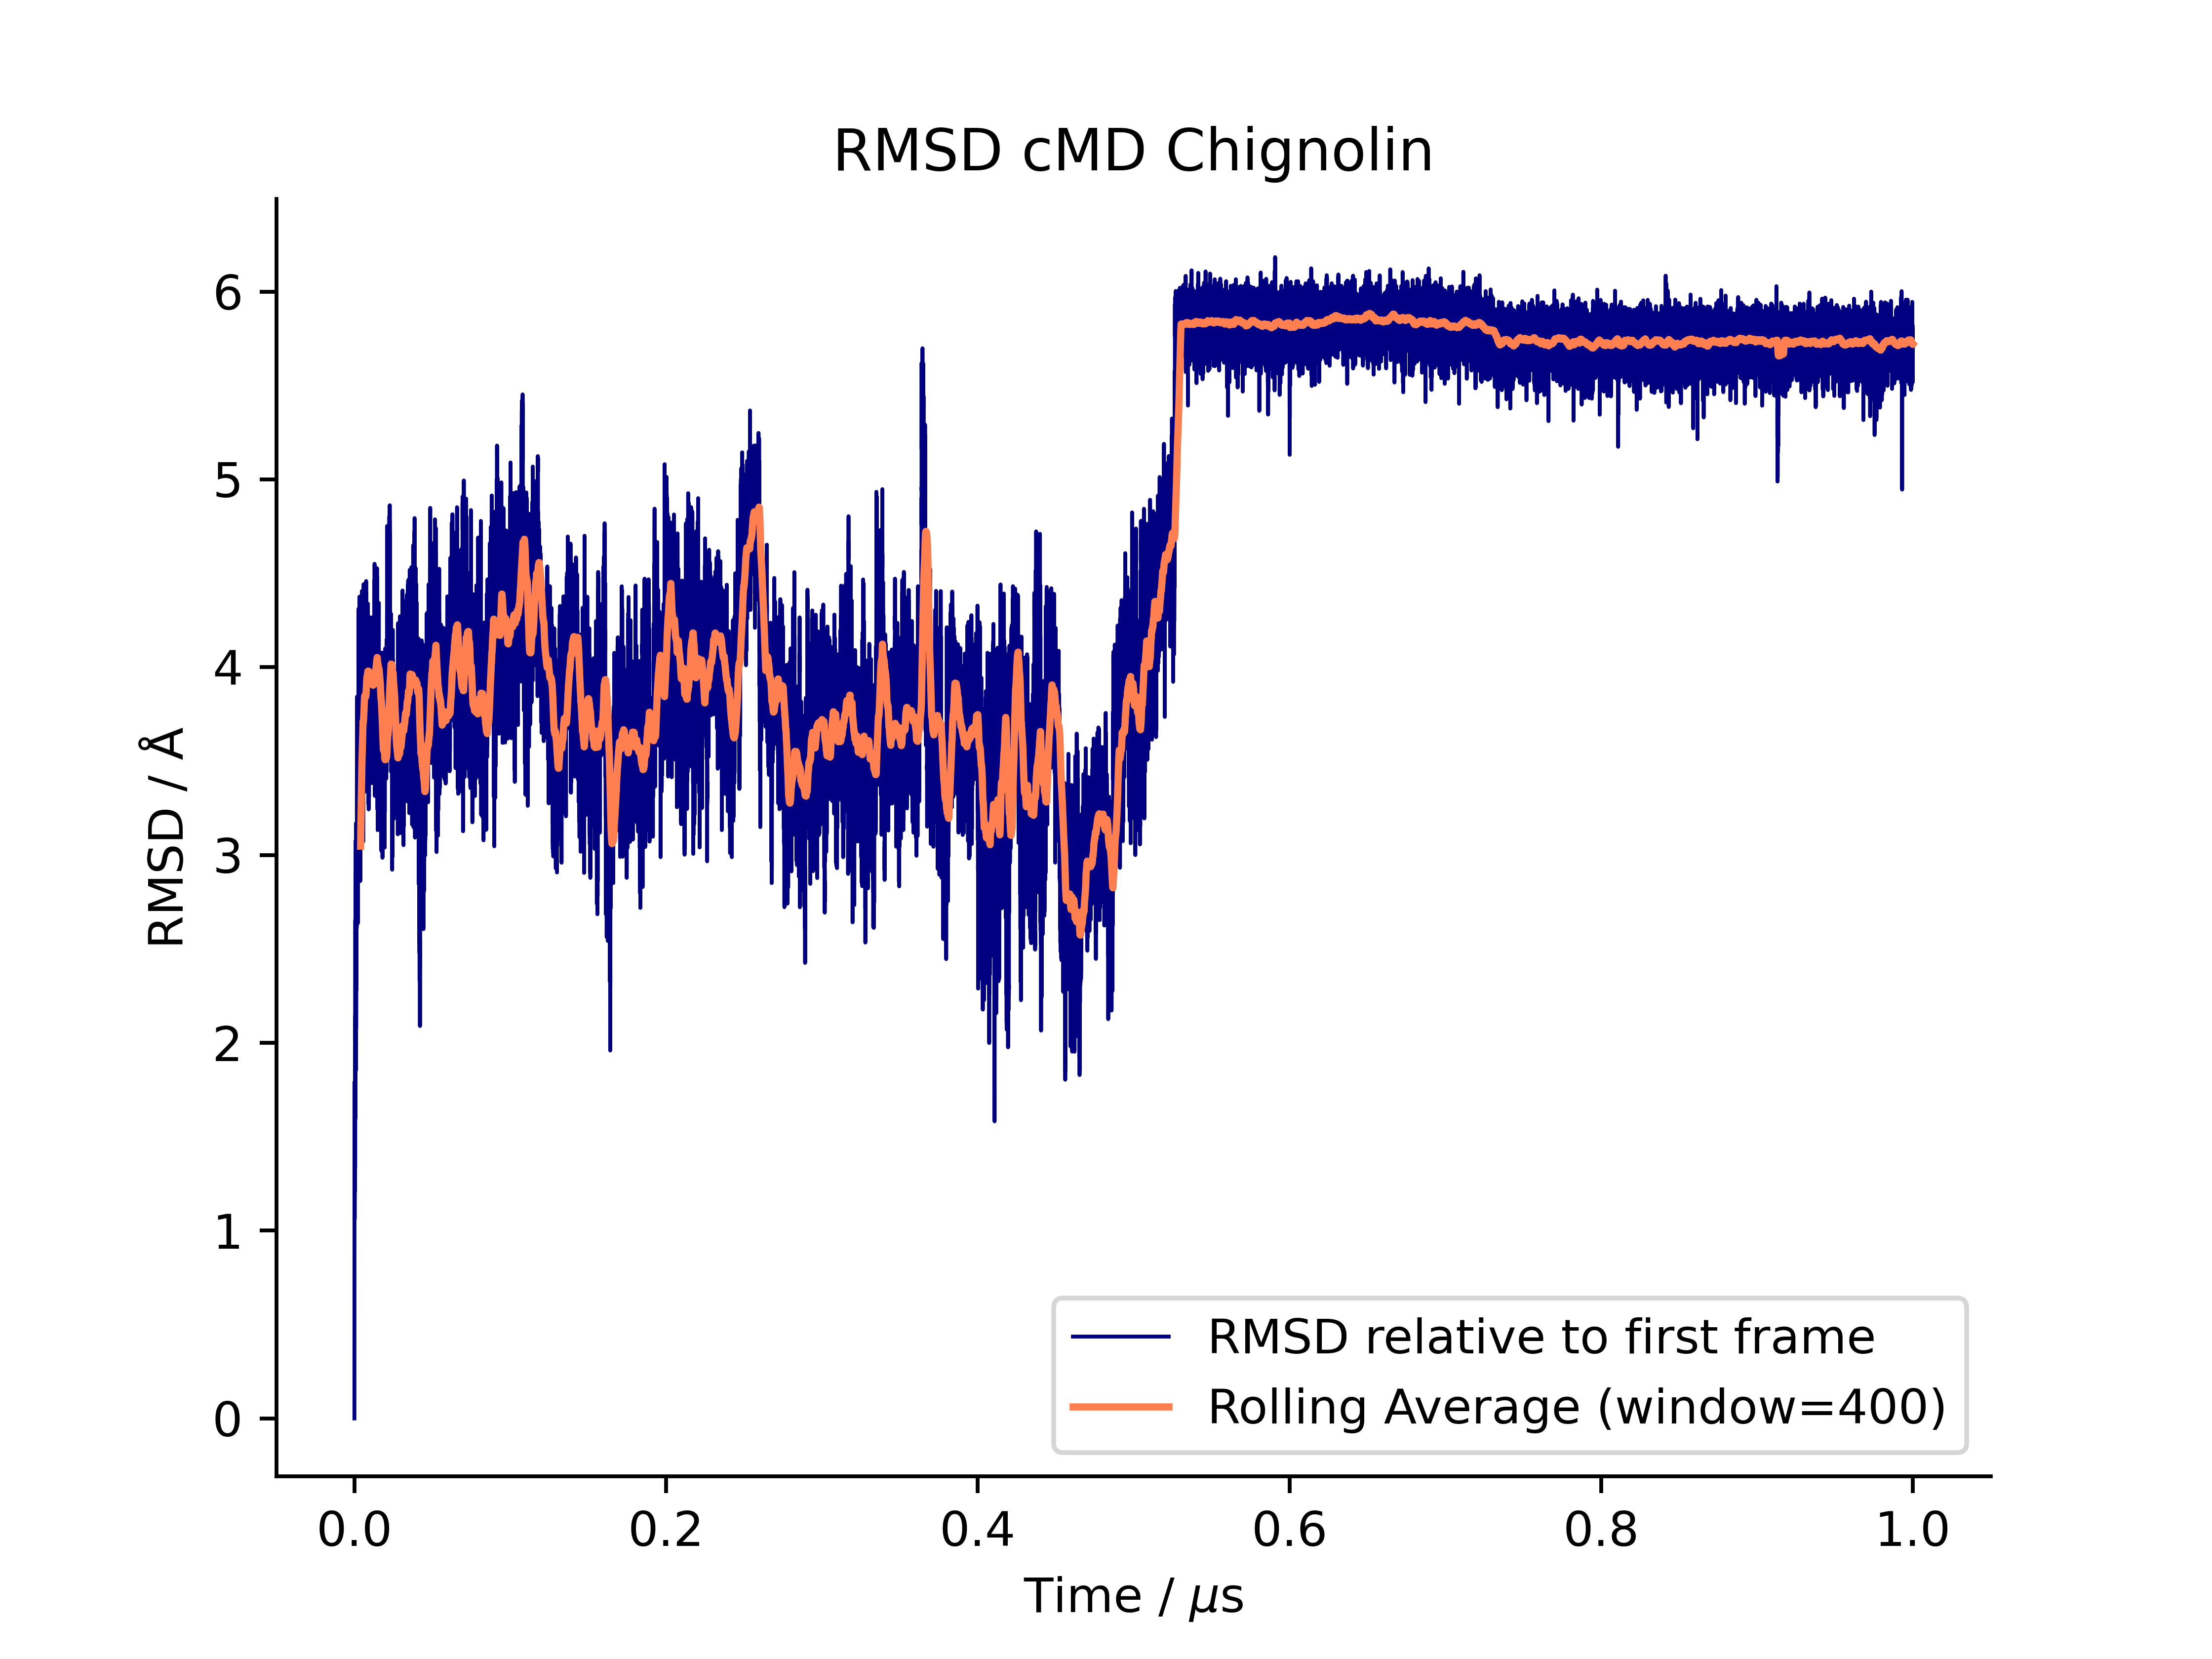 RMSD cMD Chignolin
RMSD / Å
6
5
4
3
2
1
0
0.0 0.2 0.4 0.6 0.8 1.0
Time / μs
RMSD relative to first frame
Rolling Average (window=400)